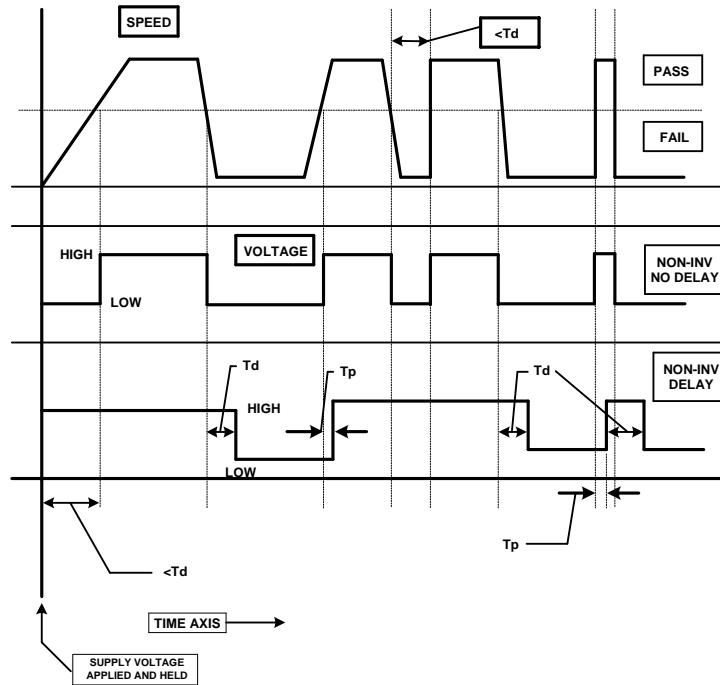 SPEED
<Td
PASS
FAIL
HIGH
VOLTAGE
NON-INV
NO DELAY
LOW
Td
Tp
Td
NON-INV
DELAY
HIGH
LOW
Tp
<Td
TIME AXIS
SUPPLY VOLTAGE
APPLIED AND HELD